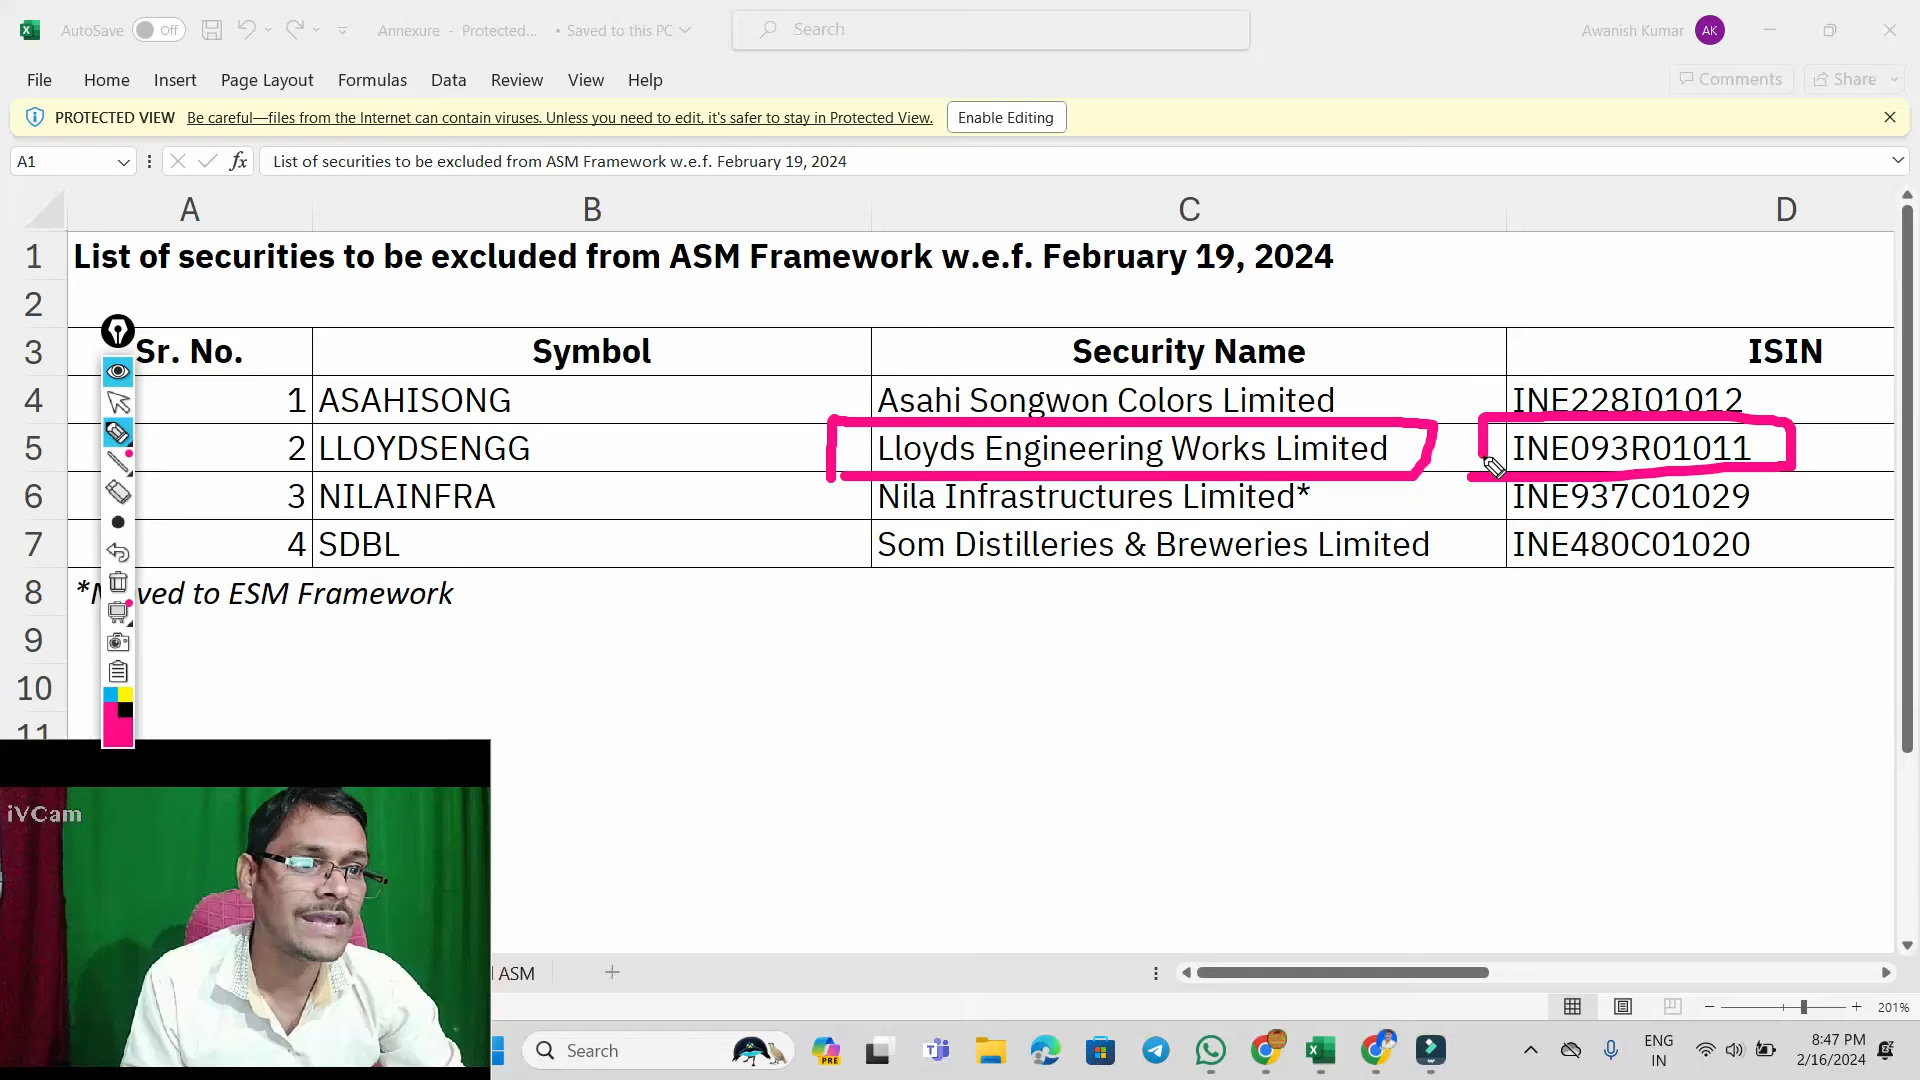 AutoSave Off Annexure - Protected... • Saved to this PC Search Awanish Kumar AK
File Home Insert Page Layout Formulas Data Review View Help Comments Share
PROTECTED VIEW Be careful—files from the Internet can contain viruses. Unless you need to edit, it's safer to stay in Protected View. Enable Editing
A1 fx List of securities to be excluded from ASM Framework w.e.f. February 19, 2024
A B C D
1 List of securities to be excluded from ASM Framework w.e.f. February 19, 2024
2
3 Sr. No. Symbol Security Name ISIN
4 1 ASAHISONG Asahi Songwon Colors Limited INE228I01012
5 2 LLOYDSENGG Lloyds Engineering Works Limited INE093R01011
6 3 NILAINFRA Nila Infrastructures Limited* INE937C01029
7 4 SDBL Som Distilleries & Breweries Limited INE480C01020
8 *Moved to ESM Framework
9
10
11
iVCam
ASM
201%
Search PRE ENG 8:47 PM
IN 2/16/2024